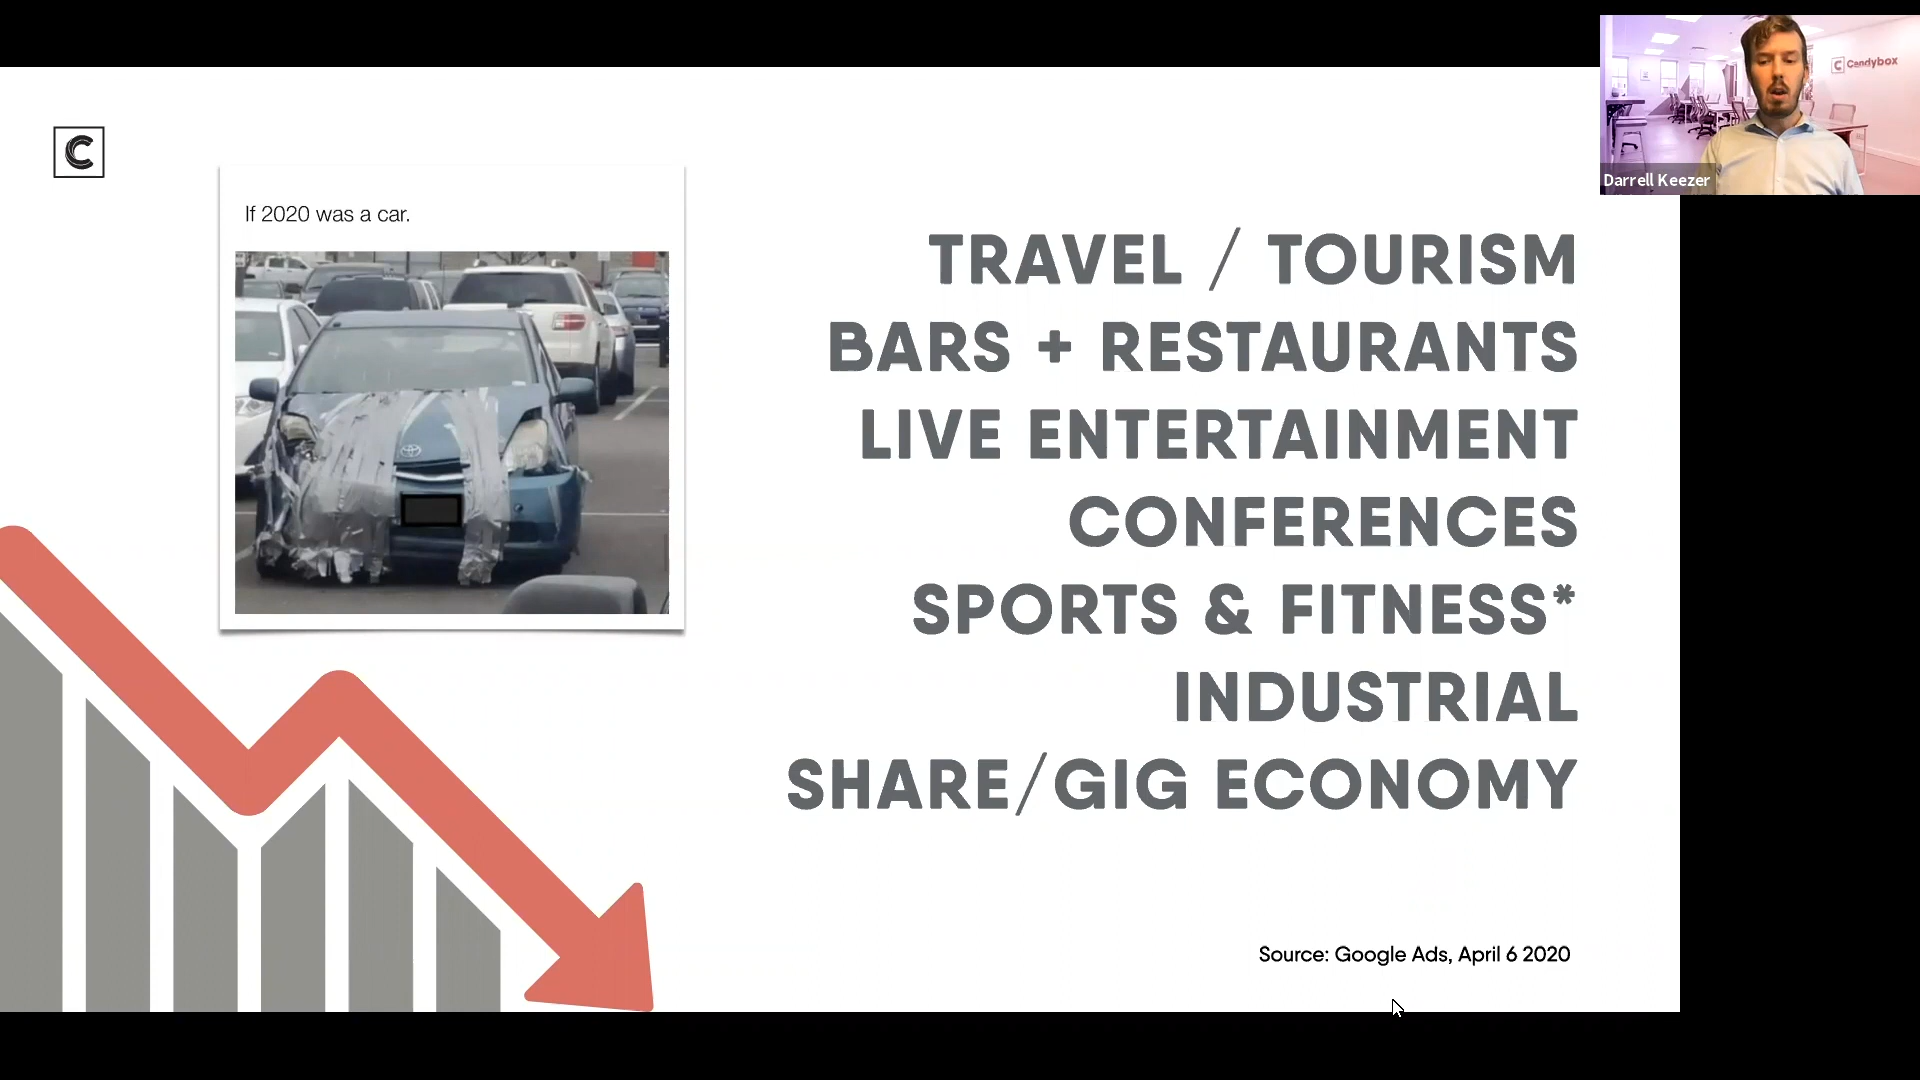 Candybox
Darrell Keezer
C
If 2020 was a car.
TRAVEL / TOURISM
BARS + RESTAURANTS
LIVE ENTERTAINMENT
CONFERENCES
SPORTS & FITNESS*
INDUSTRIAL
SHARE/GIG ECONOMY
Source: Google Ads, April 6 2020